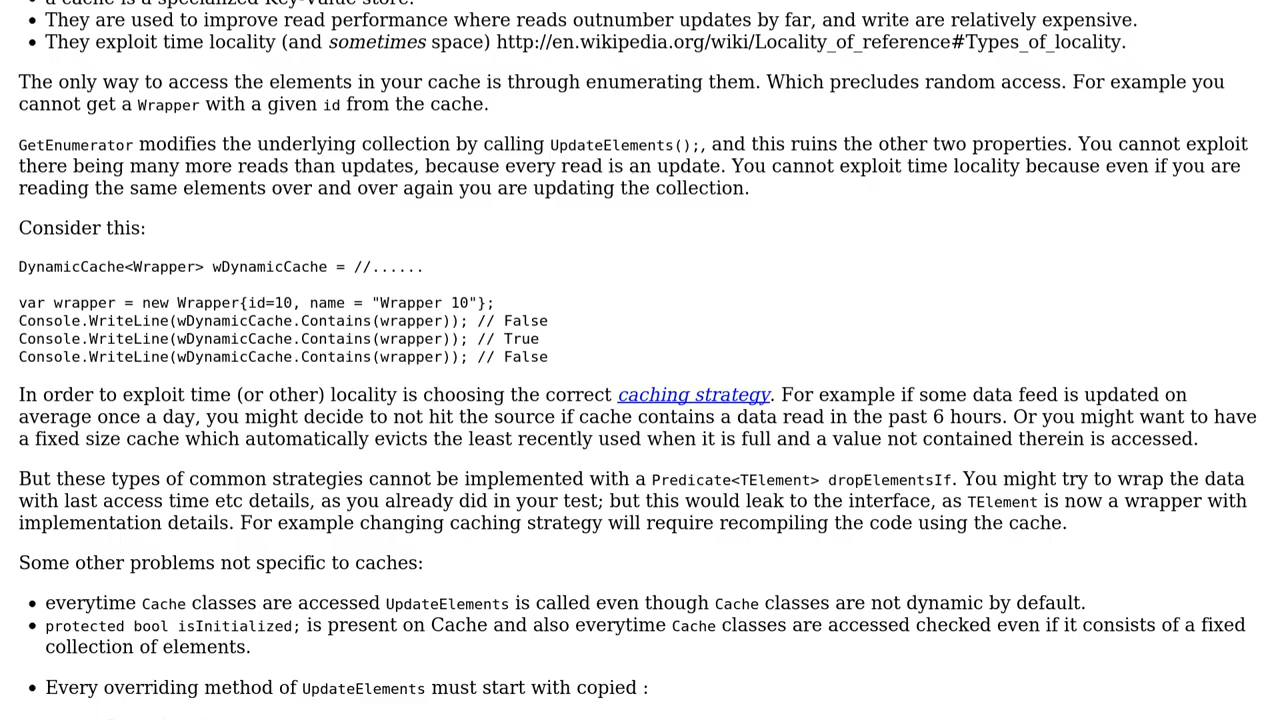 • a cache is a specialized Key-Value store.
• They are used to improve read performance where reads outnumber updates by far, and write are relatively expensive.
• They exploit time locality (and sometimes space) http://en.wikipedia.org/wiki/Locality_of_reference#Types_of_locality.
The only way to access the elements in your cache is through enumerating them. Which precludes random access. For example you
cannot get a Wrapper with a given id from the cache.
GetEnumerator modifies the underlying collection by calling UpdateElements();, and this ruins the other two properties. You cannot exploit
there being many more reads than updates, because every read is an update. You cannot exploit time locality because even if you are
reading the same elements over and over again you are updating the collection.
Consider this:
DynamicCache<Wrapper> wDynamicCache = //......
var wrapper = new Wrapper{id=10, name = "Wrapper 10"};
Console.WriteLine(wDynamicCache.Contains(wrapper)); // False
Console.WriteLine(wDynamicCache.Contains(wrapper)); // True
Console.WriteLine(wDynamicCache.Contains(wrapper)); // False
In order to exploit time (or other) locality is choosing the correct caching strategy. For example if some data feed is updated on
average once a day, you might decide to not hit the source if cache contains a data read in the past 6 hours. Or you might want to have
a fixed size cache which automatically evicts the least recently used when it is full and a value not contained therein is accessed.
But these types of common strategies cannot be implemented with a Predicate<TElement> dropElementsIf. You might try to wrap the data
with last access time etc details, as you already did in your test; but this would leak to the interface, as TElement is now a wrapper with
implementation details. For example changing caching strategy will require recompiling the code using the cache.
Some other problems not specific to caches:
• everytime Cache classes are accessed UpdateElements is called even though Cache classes are not dynamic by default.
• protected bool isInitialized; is present on Cache and also everytime Cache classes are accessed checked even if it consists of a fixed
collection of elements.
• Every overriding method of UpdateElements must start with copied :